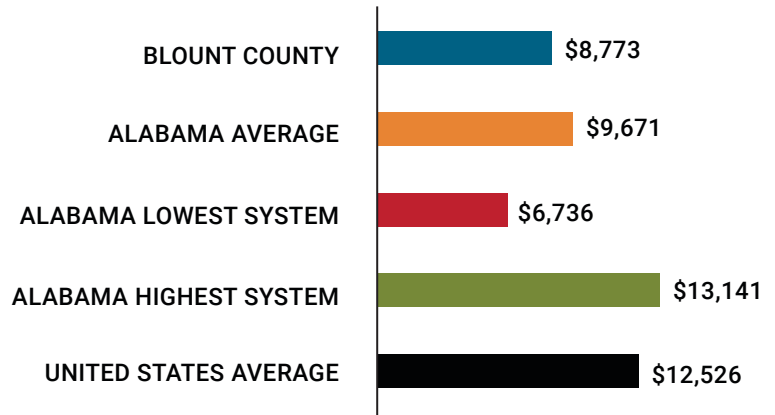 BLOUNT COUNTY $8,773
ALABAMA AVERAGE $9,671
ALABAMA LOWEST SYSTEM $6,736
ALABAMA HIGHEST SYSTEM $13,141
UNITED STATES AVERAGE $12,526